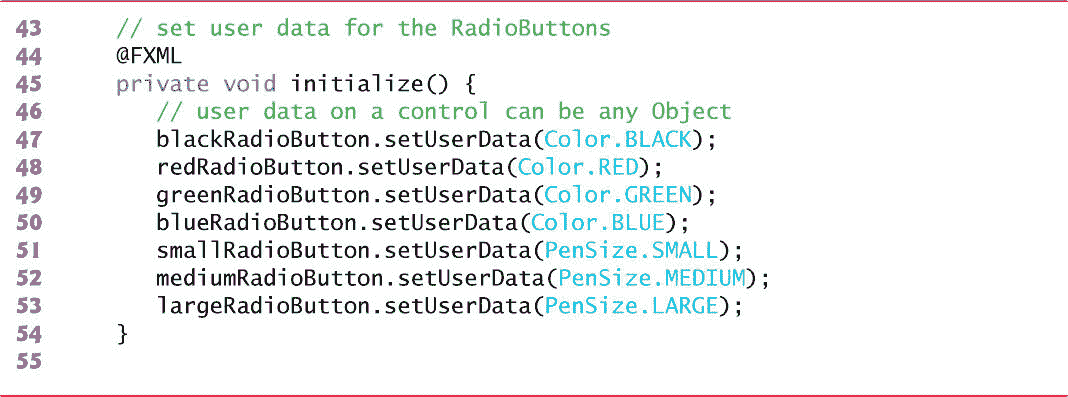 43 // set user data for the RadioButtons
44 @FXML
45 private void initialize() {
46 // user data on a control can be any Object
47 blackRadioButton.setUserData(Color.BLACK);
48 redRadioButton.setUserData(Color.RED);
49 greenRadioButton.setUserData(Color.GREEN);
50 blueRadioButton.setUserData(Color.BLUE);
51 smallRadioButton.setUserData(PenSize.SMALL);
52 mediumRadioButton.setUserData(PenSize.MEDIUM);
53 largeRadioButton.setUserData(PenSize.LARGE);
54 }
55